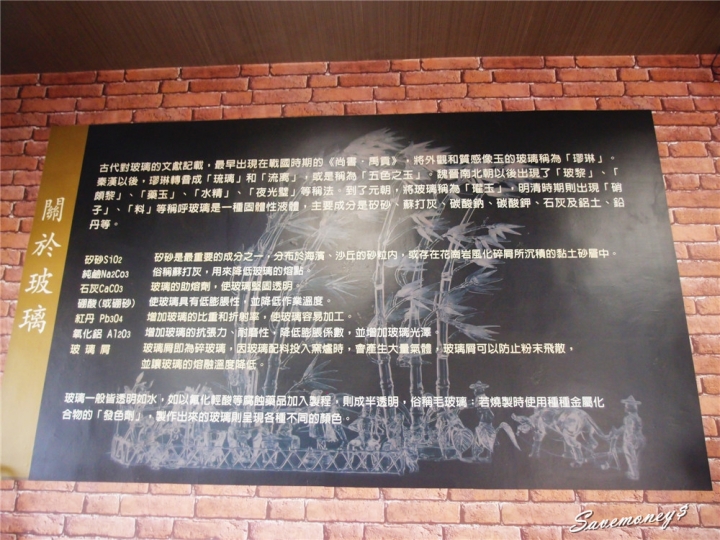 關於玻璃
古代對玻璃的文獻記載，最早出現在戰國時期的《尚書．禹貢》，將外觀和質感像玉的玻璃稱為「璆琳」。
秦漢以後，璆琳轉會成「琉璃」和「流离」，或是稱為「五色之玉」。魏晉南北朝以後出現了「玻黎」、「
頗黎」、「藥玉」、「水精」、「夜光璧」等稱法。到了元朝，將玻璃稱為「瓘玉」，明清時期則出現「硝
子」、「料」等稱呼玻璃是一種固體性液體，主要成分是矽砂、蘇打灰、碳酸鈉、碳酸鉀、石灰及鋁土、鉛
丹等。
矽砂SiO2 矽砂是最重要的成分之一，分布於海濱、沙丘的砂粒內，或存在花崗岩風化碎屑所沉積的黏土砂層中。
純鹼Na2Co3 俗稱蘇打灰，用來降低玻璃的熔點
石灰CaCO3 玻璃的助熔劑，使玻璃堅固透明。
硼酸(或硼砂) 使玻璃具有低膨脹性，並降低作業溫度。
紅丹 Pb3O4 增加玻璃的比重和折射率，使玻璃容易加工。
氧化鋁 Al2O3 增加玻璃的抗張力、耐磨性、降低膨脹係數，並增加玻璃光澤
玻 璃 屑 玻璃屑即為碎玻璃，因玻璃配料投入窯爐時，會產生大量氣體，玻璃屑可以防止粉末飛散，
並讓玻璃的熔融溫度降低。
玻璃一般皆透明如水，如以氟化輕酸等腐蝕藥品加入製程，則成半透明，俗稱毛玻璃；若燒製時使用種種金屬化
合物的「發色劑」，製作出來的玻璃則呈現各種不同的顏色。
Savemoney$